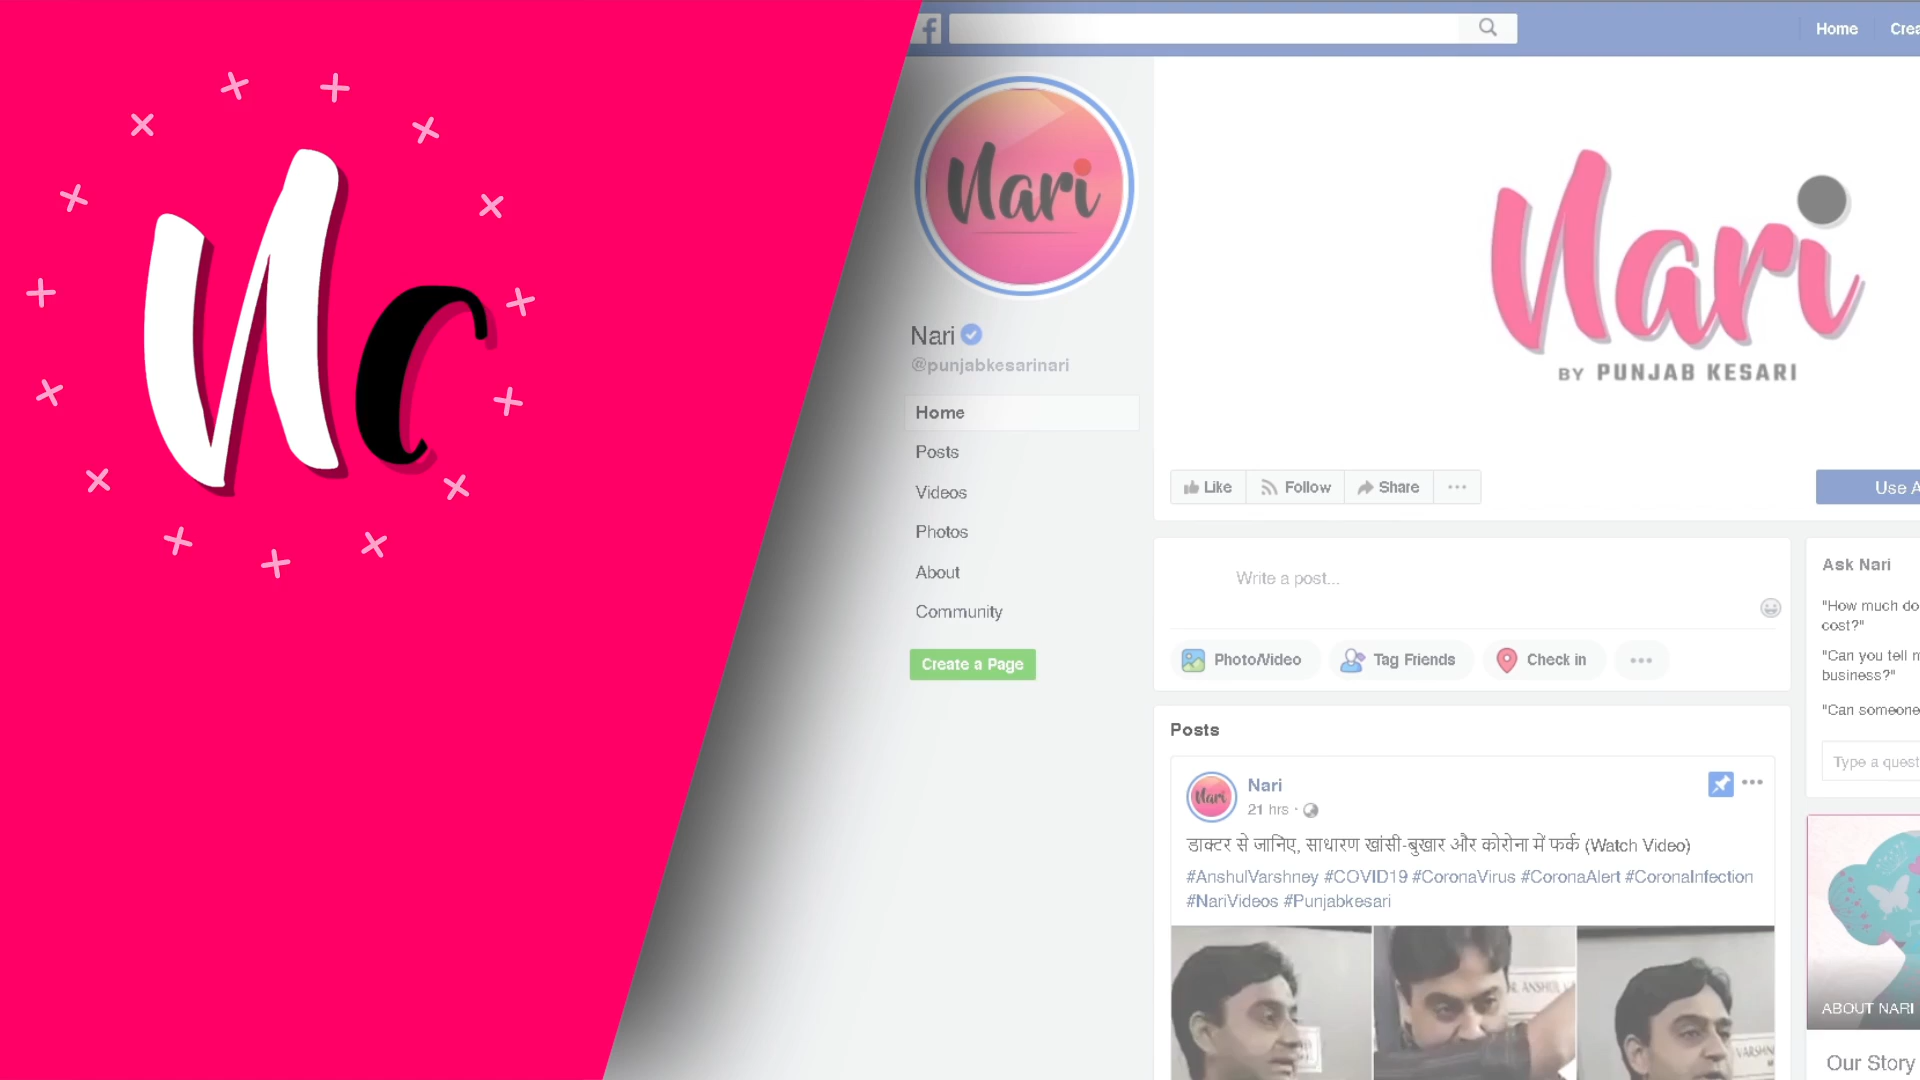 Nc
f
Home
Nari
Nari
@punjabkesarinari
Home
Posts
Videos
Photos
About
Community
Create a Page
Nari
BY PUNJAB KESARI
Like Follow Share
Write a post...
Photo/Video Tag Friends Check in
Posts
Nari
Nari
21 hrs
डाक्टर से जानिए, साधारण खांसी-बुखार और कोरोना में फर्क (Watch Video)
#AnshulVarshney #COVID19 #CoronaVirus #CoronaAlert #CoronaInfection
#NariVideos #Punjabkesari
Ask Nari
"How much do
cost?"
"Can you tell
business?"
"Can someone
Type a quest
ABOUT NARI
Our Story